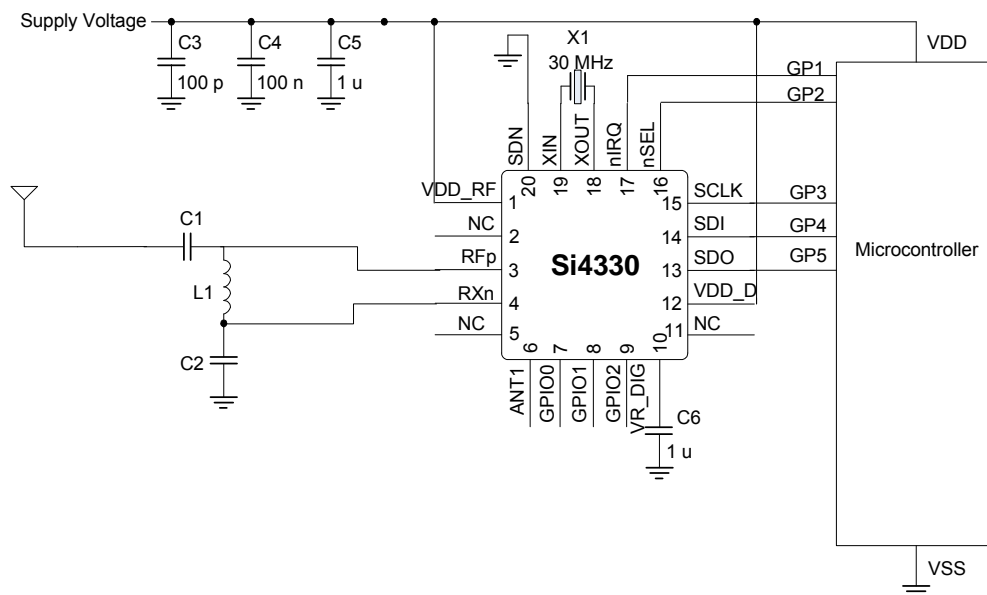 Supply Voltage
C3
100 p
C4
100 n
C5
1 u
X1
30 MHz
VDD
GP1
GP2
SDN
XIN
XOUT
nIRQ
nSEL
20
19
18
17
16
VDD_RF
1
NC
2
RFp
3
RXn
4
NC
5
Si4330
15
SCLK
GP3
14
SDI
GP4
13
SDO
GP5
12
VDD_D
11
NC
Microcontroller
C1
L1
C2
6
7
8
9
10
ANT1
GPIO0
GPIO1
GPIO2
VR_DIG
C6
1 u
VSS